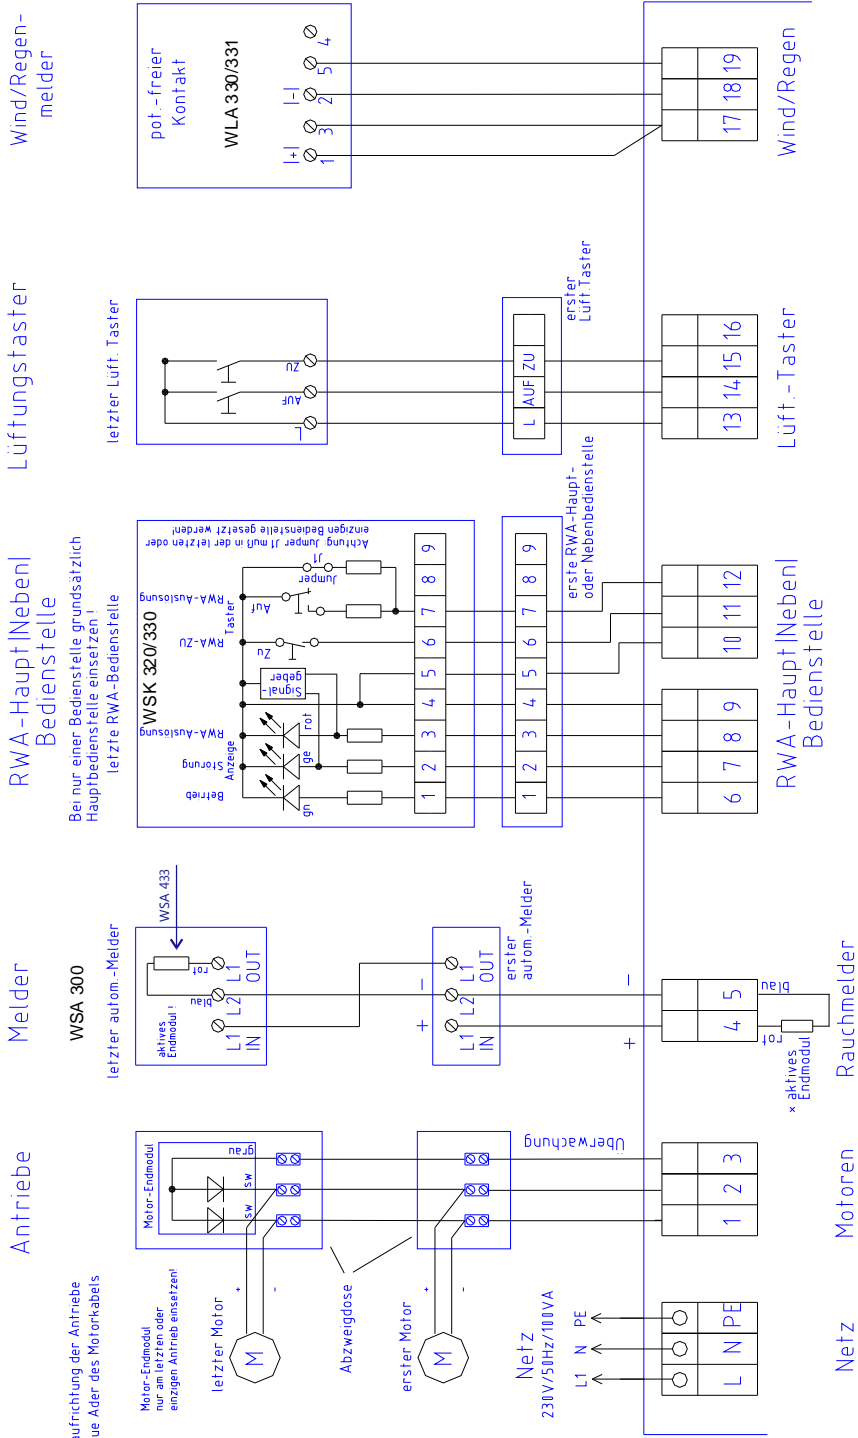 Antriebe
Melder
RWA-Haupt|Neben|
Bedienstelle
Lüftungstaster
Wind/Regen-
melder
aufrichtung der Antriebe
ue Ader des Motorkabels
Motor-Endmodul
nur am letzten oder
einzigen Antrieb einsetzen!
letzter Motor
M
+
-
Motor-Endmodul
sw
sw
grau
Abzweigdose
erster Motor
M
+
-
Überwachung
Netz
230V/50Hz/100VA
L1 N PE
L N PE
Netz
1 2 3
Motoren
WSA 300
letzter autom.-Melder
WSA 433
aktives
Endmodul !
blau
rot
L1 L2 L1
IN OUT
+ -
erster
autom.-Melder
L1 L2 L1
IN OUT
+ -
4 5
rot
blau
× aktives
Endmodul
Rauchmelder
Bei nur einer Bedienstelle grundsätzlich
Hauptbedienstelle einsetzen !
letzte RWA-Bedienstelle
WSK 320/330
Betrieb
Störung
RWA-Auslösung
RWA-ZU
RWA-Auslösung
Anzeige
Taster
gn
ge
rot
Signal-
geber
Zu
Auf
Jumper
J1
Achtung: Jumper J1 muß in der letzten oder
einzigen Bedienstelle gesetzt werden!
1 2 3 4 5 6 7 8 9
1 2 3 4 5 6 7 8 9
erste RWA-Haupt-
oder Nebenbedienstelle
6 7 8 9
10 11 12
RWA-Haupt|Neben|
Bedienstelle
letzter Lüft. Taster
L
AUF
ZU
L AUF ZU
erster
Lüft.Taster
13 14 15 16
Lüft.-Taster
pot.-freier
Kontakt
WLA 330/331
|+| |-|
1 3 2 5 4
17 18 19
Wind/Regen